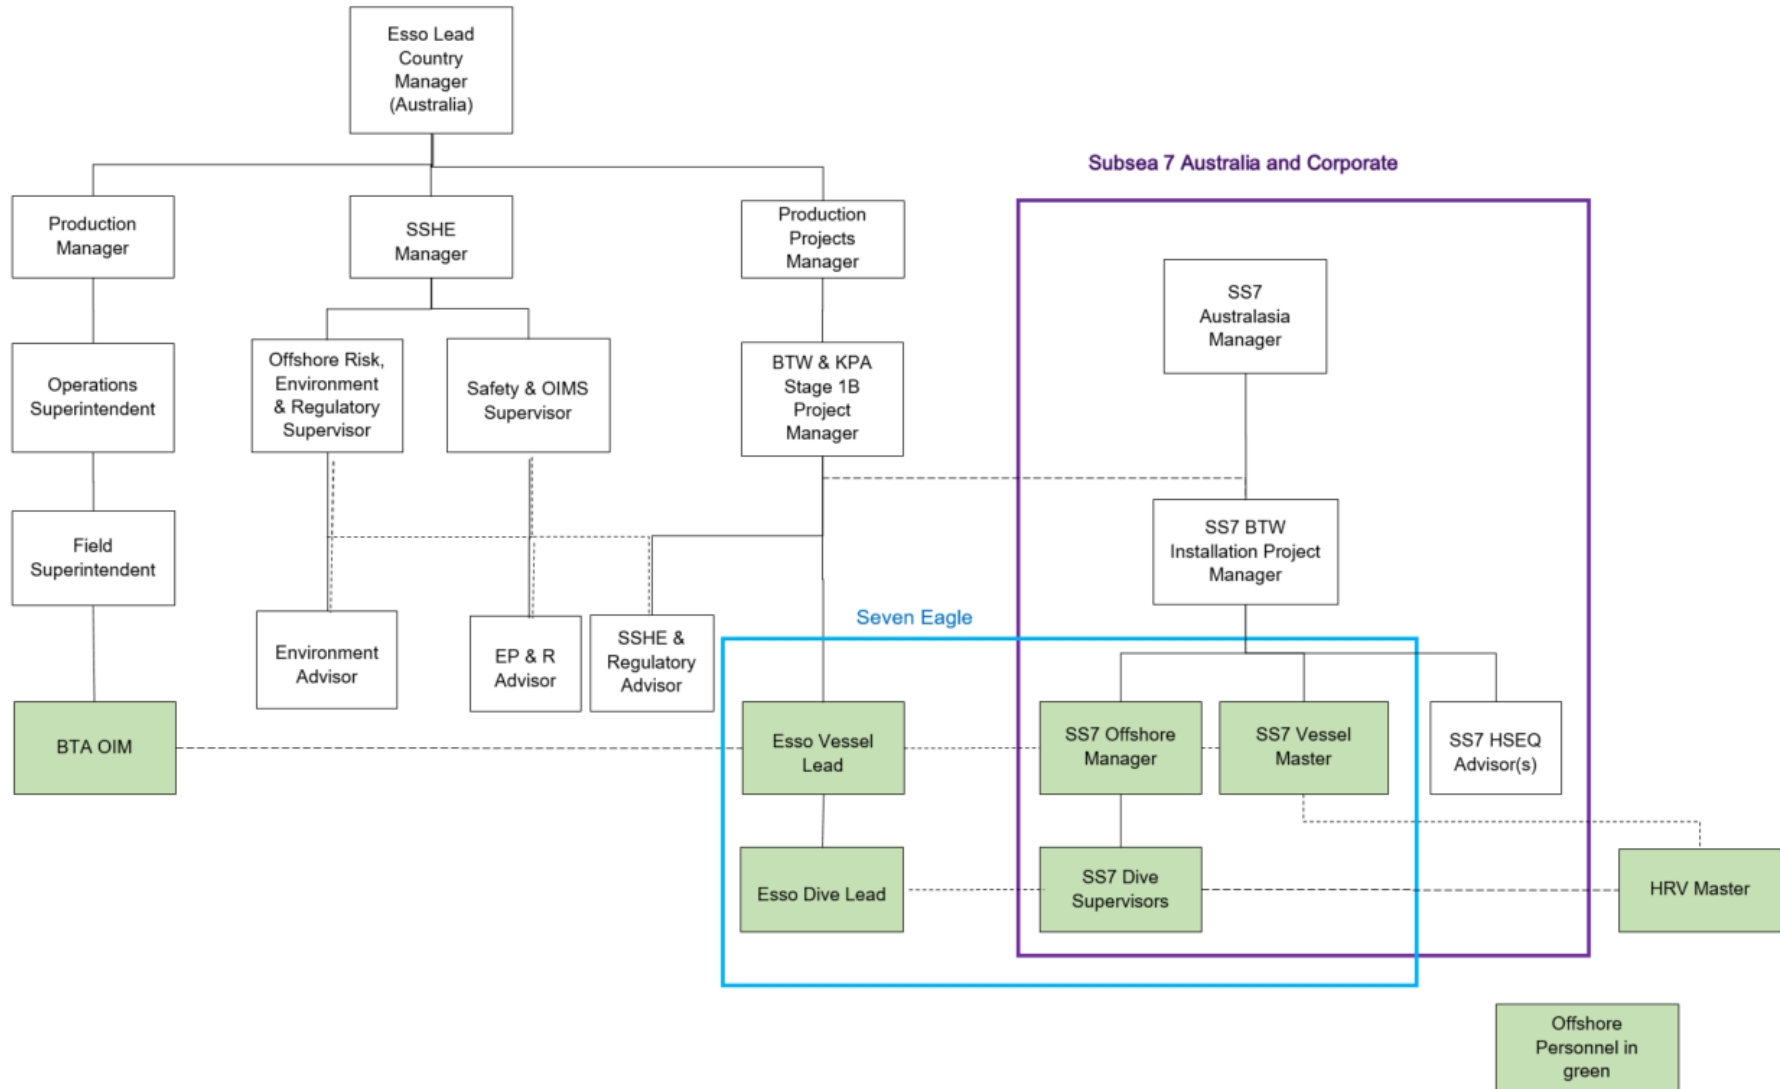 Esso Lead
Country
Manager
(Australia)
Subsea 7 Australia and Corporate
Production
Manager
SSHE
Manager
Production
Projects
Manager
SS7
Australasia
Manager
Operations
Superintendent
Offshore Risk,
Environment
& Regulatory
Supervisor
Safety & OIMS
Supervisor
BTW & KPA
Stage 1B
Project
Manager
Field
Superintendent
SS7 BTW
Installation Project
Manager
Seven Eagle
Environment
Advisor
EP & R
Advisor
SSHE &
Regulatory
Advisor
BTA OIM
Esso Vessel
Lead
SS7 Offshore
Manager
SS7 Vessel
Master
SS7 HSEQ
Advisor(s)
Esso Dive Lead
SS7 Dive
Supervisors
HRV Master
Offshore
Personnel in
green